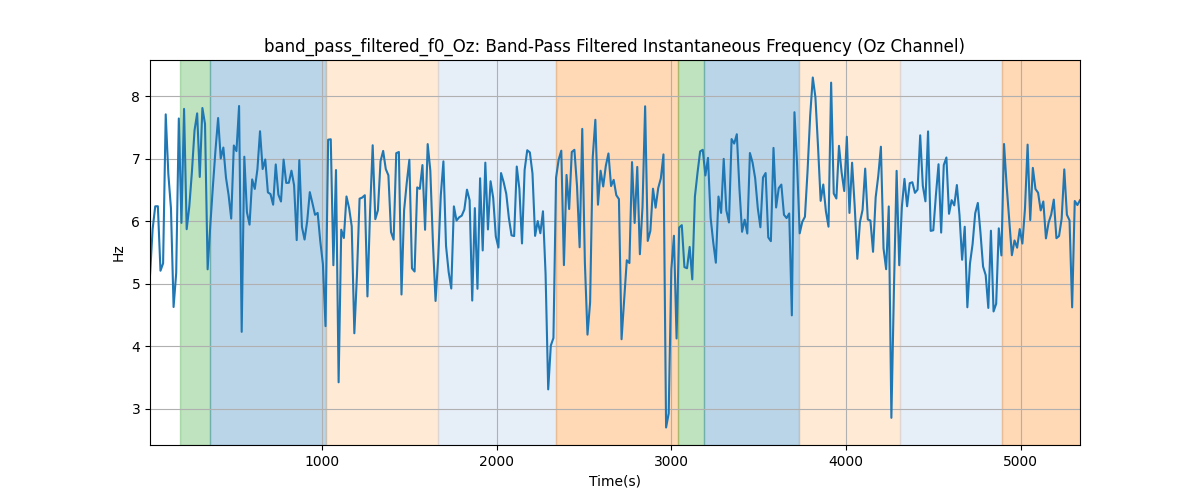 band_pass_filtered_f0_Oz: Band-Pass Filtered Instantaneous Frequency (Oz Channel)
8
7
6
5
4
3
Hz
1000 2000 3000 4000 5000
Time(s)